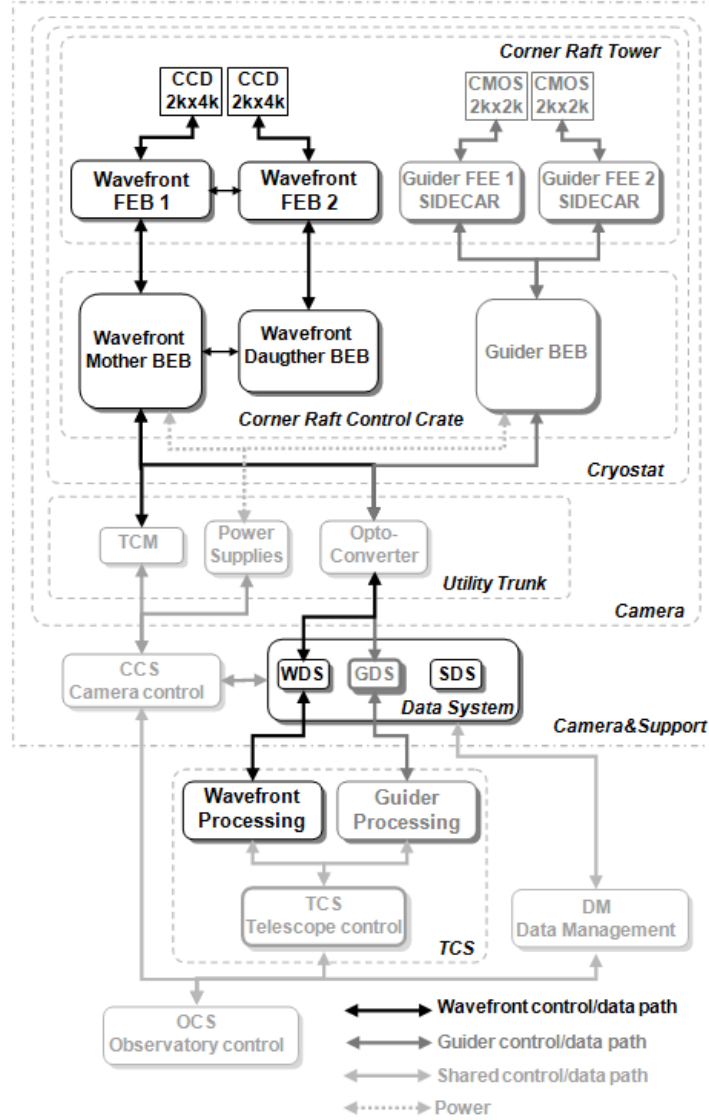 Corner Raft Tower
CCD
2kx4k
CCD
2kx4k
CMOS
2kx2k
CMOS
2kx2k
Wavefront
FEB 1
Wavefront
FEB 2
Guider FEE 1
SIDECAR
Guider FEE 2
SIDECAR
Wavefront
Mother BEB
Wavefront
Daugther BEB
Guider BEB
Corner Raft Control Crate
Cryostat
TCM
Power
Supplies
Opto-
Converter
Utility Trunk
Camera
CCS
Camera control
WDS
GDS
SDS
Data System
Camera&Support
Wavefront
Processing
Guider
Processing
TCS
Telescope control
TCS
DM
Data Management
OCS
Observatory control
Wavefront control/data path
Guider control/data path
Shared control/data path
Power